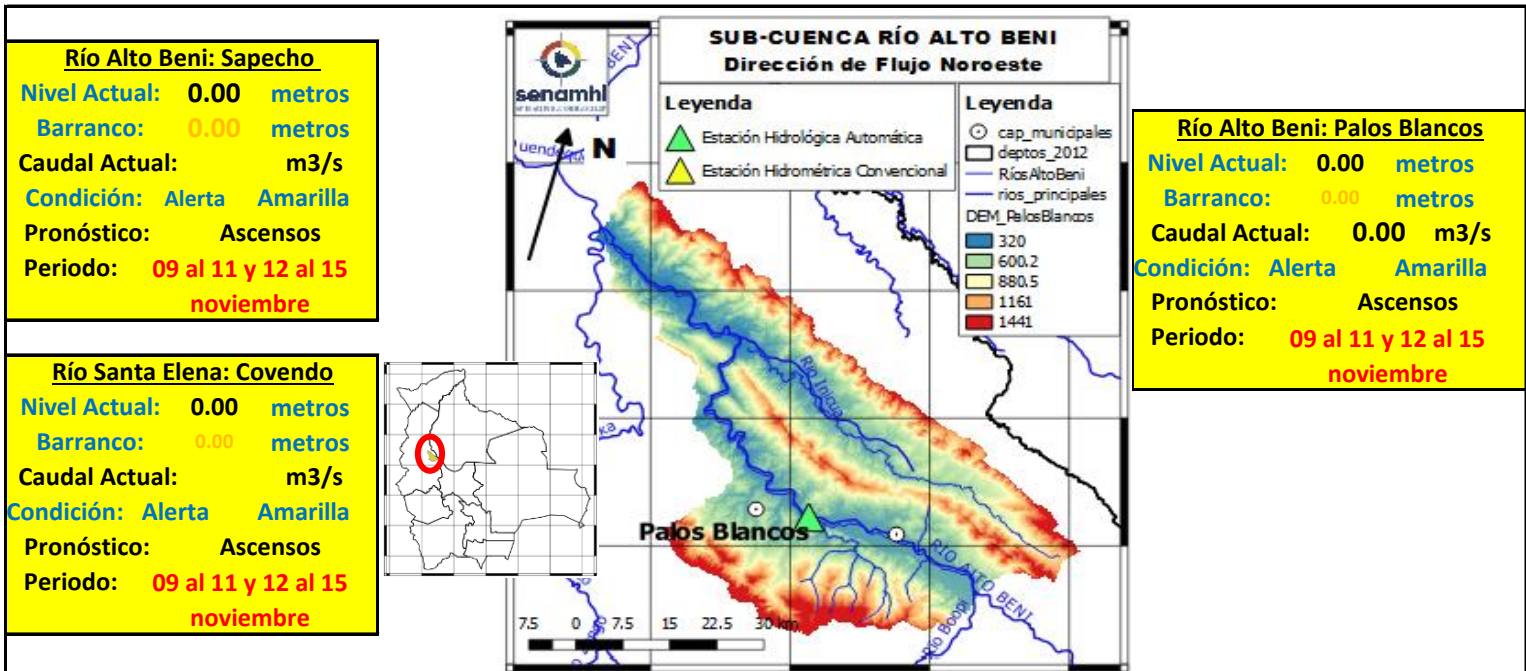 Río Alto Beni: Sapecho
Nivel Actual: 0.00 metros
Barranco: 0.00 metros
Caudal Actual: m3/s
Condición: Alerta Amarilla
Pronóstico: Ascensos
Periodo: 09 al 11 y 12 al 15
noviembre
Río Santa Elena: Covendo
Nivel Actual: 0.00 metros
Barranco: 0.00 metros
Caudal Actual: m3/s
Condición: Alerta Amarilla
Pronóstico: Ascensos
Periodo: 09 al 11 y 12 al 15
noviembre
senamhl
SUB-CUENCA RÍO ALTO BENI
Dirección de Flujo Noroeste
Leyenda
Estación Hidrológica Automática
Estación Hidrométrica Convencional
Leyenda
cap_municipales
deptos_2012
RíosAltoBeni
rios_principales
DEM_PalosBlancos
320
600.2
880.5
1161
1441
BENI
N
Río Inicua
Palos Blancos
RÍO ALTO BENI
Río Boopi
7.5 0 7.5 15 22.5 30 km
Río Alto Beni: Palos Blancos
Nivel Actual: 0.00 metros
Barranco: 0.00 metros
Caudal Actual: 0.00 m3/s
Condición: Alerta Amarilla
Pronóstico: Ascensos
Periodo: 09 al 11 y 12 al 15
noviembre